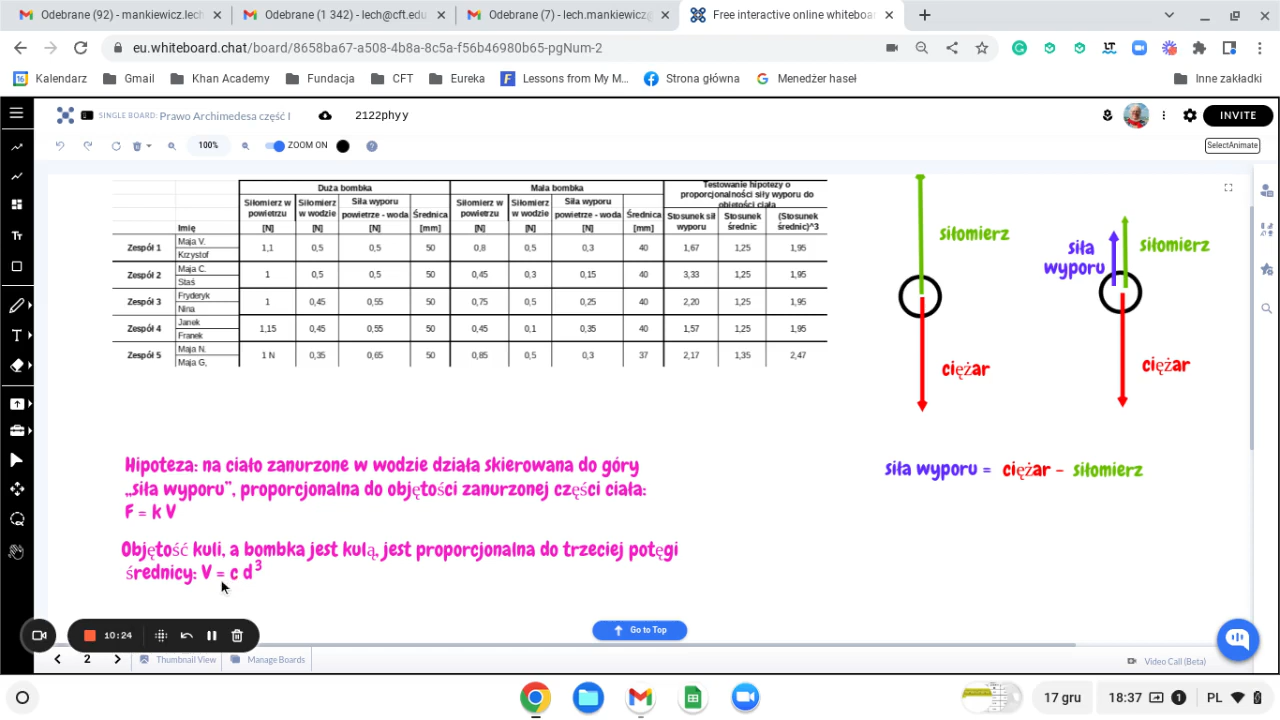 Odebrane (92) - mankiewicz.lech
Odebrane (1 342) - lech@cft.edu
Odebrane (7) - lech.mankiewicz@
Free interactive online whiteboar
eu.whiteboard.chat/board/8658ba67-a508-4b8a-8c5a-f56b46980b65-pgNum-2
Kalendarz
Gmail
Khan Academy
Fundacja
CFT
Eureka
Lessons from My M...
Strona główna
Menedżer haseł
Inne zakładki
SINGLE BOARD: Prawo Archimedesa część I
2122phyy
INVITE
100%
ZOOM ON
SelectAnimate
Duża bombka Mała bombka Testowanie hipotezy o proporcjonalności siły wyporu do objętości ciała
Imię Siłomierz w powietrzu [N] Siłomierz w wodzie [N] Siła wyporu powietrze - woda [N] Średnica [mm] Siłomierz w powietrzu [N] Siłomierz w wodzie [N] Siła wyporu powietrze - woda [N] Średnica [mm] Stosunek sił wyporu Stosunek średnic (Stosunek średnic)^3
Zespół 1 Maja V. Krzysztof 1,1 0,5 0,5 50 0,8 0,5 0,3 40 1,67 1,25 1,95
Zespół 2 Maja C. Staś 1 0,5 0,5 50 0,45 0,3 0,15 40 3,33 1,25 1,95
Zespół 3 Fryderyk Nina 1 0,45 0,55 50 0,75 0,5 0,25 40 2,20 1,25 1,95
Zespół 4 Janek Franek 1,15 0,45 0,55 50 0,45 0,1 0,35 40 1,57 1,25 1,95
Zespół 5 Maja N. Maja G, 1 N 0,35 0,65 50 0,85 0,5 0,3 37 2,17 1,35 2,47
siłomierz
siła
wyporu
siłomierz
ciężar
ciężar
siła wyporu = ciężar - siłomierz
Hipoteza: na ciało zanurzone w wodzie działa skierowana do góry
„siła wyporu”, proporcjonalna do objętości zanurzonej części ciała:
F = k V
Objętość kuli, a bombka jest kulą, jest proporcjonalna do trzeciej potęgi
średnicy: V = c d³
10:24
Go to Top
2
Thumbnail View
Manage Boards
Video Call (Beta)
17 gru
18:37
1
PL